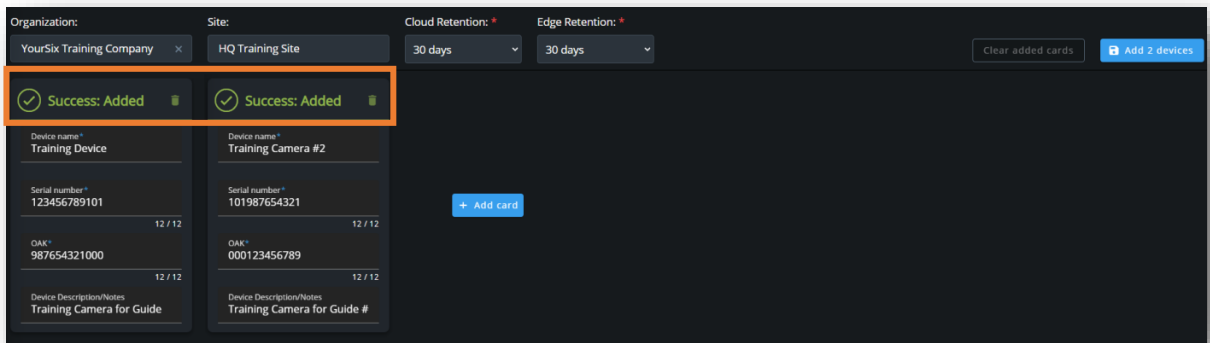 Organization: Site: Cloud Retention: * Edge Retention: *
YourSix Training Company × HQ Training Site 30 days 30 days Clear added cards Add 2 devices
Success: Added Success: Added
Device name* Device name*
Training Device Training Camera #2
Serial number* Serial number*
123456789101 101987654321
+ Add card
12 / 12 12 / 12
OAK* OAK*
987654321000 000123456789
12 / 12 12 / 12
Device Description/Notes Device Description/Notes
Training Camera for Guide Training Camera for Guide #